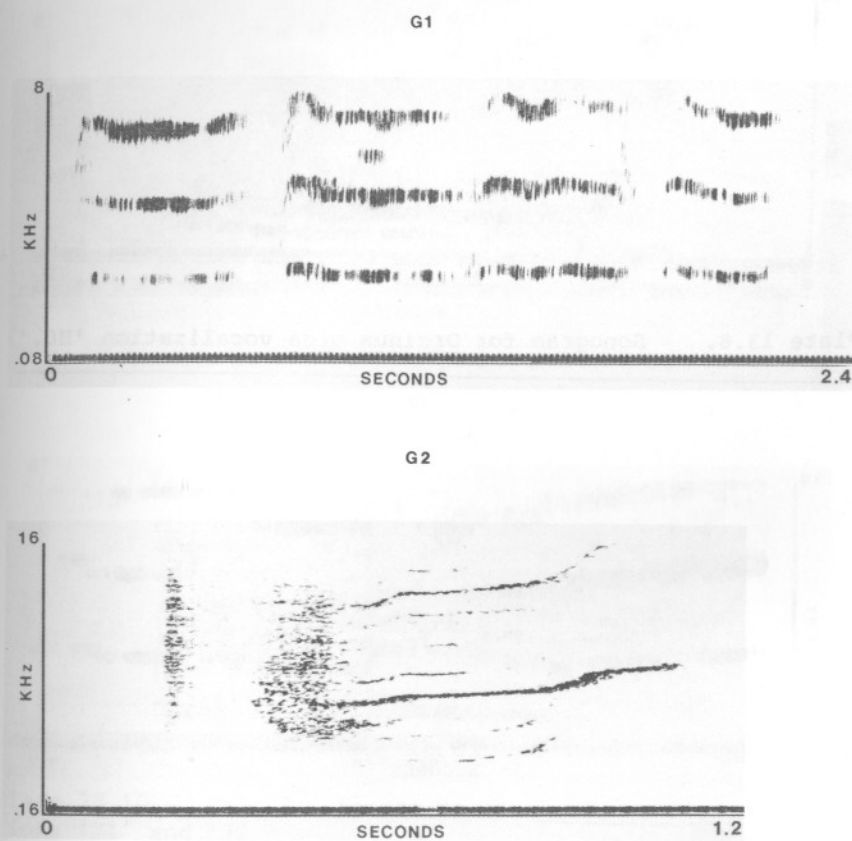 G1
8
KHz
.08
0
SECONDS
2.4
G2
16
KHz
.16
0
SECONDS
1.2